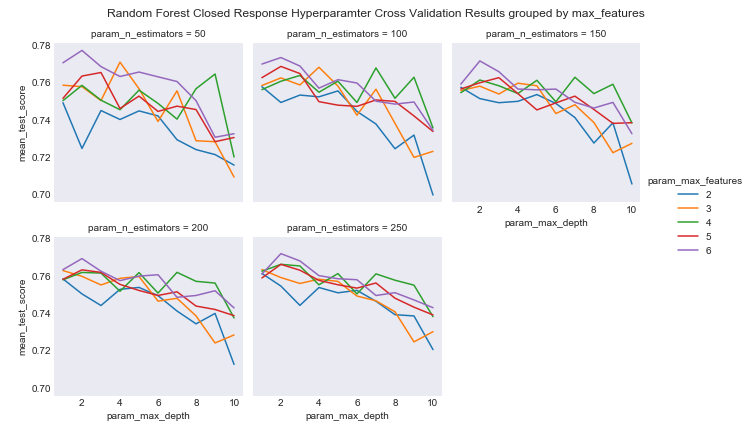 Random Forest Closed Response Hyperparamter Cross Validation Results grouped by max_features
param_n_estimators = 50
param_n_estimators = 100
param_n_estimators = 150
0.78
0.76
0.74
0.72
0.70
mean_test_score
2 4 6 8 10
param_max_depth
param_max_features
2
3
4
5
6
param_n_estimators = 200
param_n_estimators = 250
0.78
0.76
0.74
0.72
0.70
mean_test_score
2 4 6 8 10
param_max_depth
2 4 6 8 10
param_max_depth